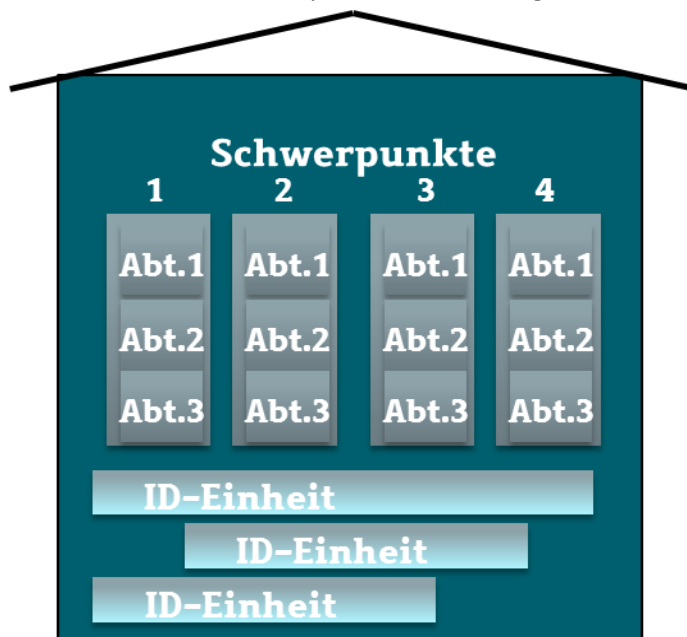 Schwerpunkte
1 2 3 4
Abt.1 Abt.1 Abt.1 Abt.1
Abt.2 Abt.2 Abt.2 Abt.2
Abt.3 Abt.3 Abt.3 Abt.3
ID-Einheit
ID-Einheit
ID-Einheit